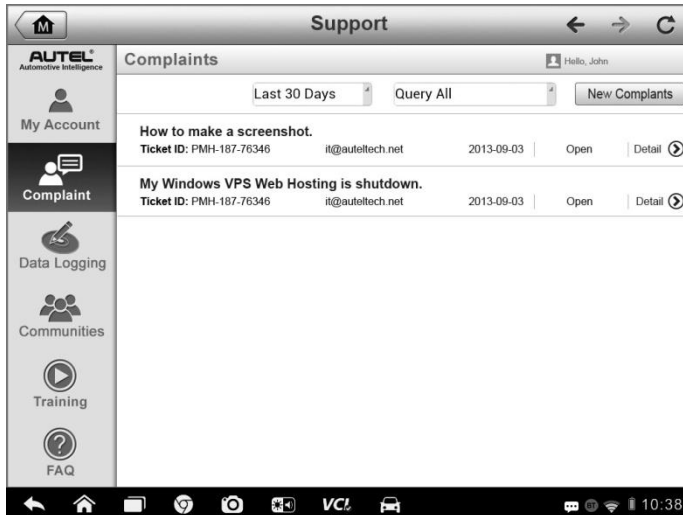 M
Support
AUTEL®
Automotive Intelligence
Complaints
Hello, John
Last 30 Days
Query All
New Complants
My Account
Complaint
Data Logging
Communities
Training
FAQ
How to make a screenshot.
Ticket ID: PMH-187-76346 it@auteltech.net 2013-09-03 Open Detail
My Windows VPS Web Hosting is shutdown.
Ticket ID: PMH-187-76346 it@auteltech.net 2013-09-03 Open Detail
VCI
10:38